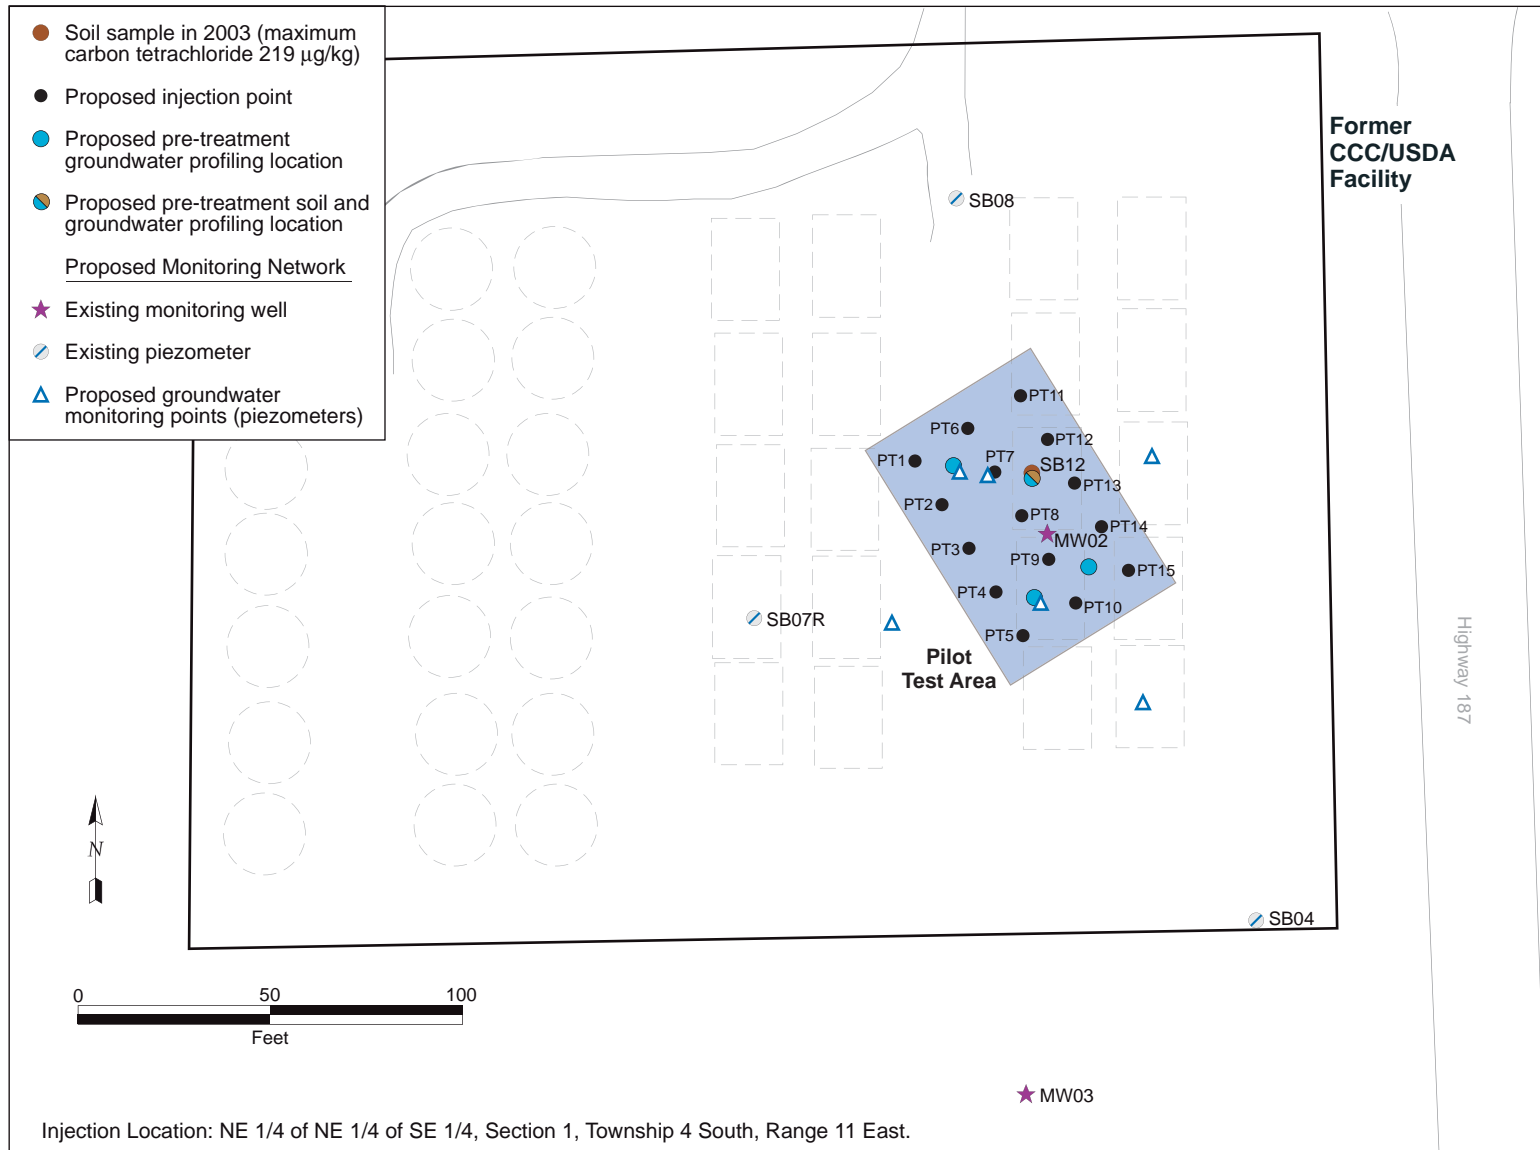 Soil sample in 2003 (maximum
carbon tetrachloride 219 μg/kg)
Proposed injection point
Proposed pre-treatment
groundwater profiling location
Proposed pre-treatment soil and
groundwater profiling location
Proposed Monitoring Network
Existing monitoring well
Existing piezometer
Proposed groundwater
monitoring points (piezometers)
Former
CCC/USDA
Facility
SB08
PT11
PT6
PT12
PT1
PT7
SB12
PT13
PT2
PT8
PT14
MW02
PT3
PT9
PT15
PT4
PT10
SB07R
PT5
Pilot
Test Area
Highway 187
N
SB04
0 50 100
Feet
MW03
Injection Location: NE 1/4 of NE 1/4 of SE 1/4, Section 1, Township 4 South, Range 11 East.